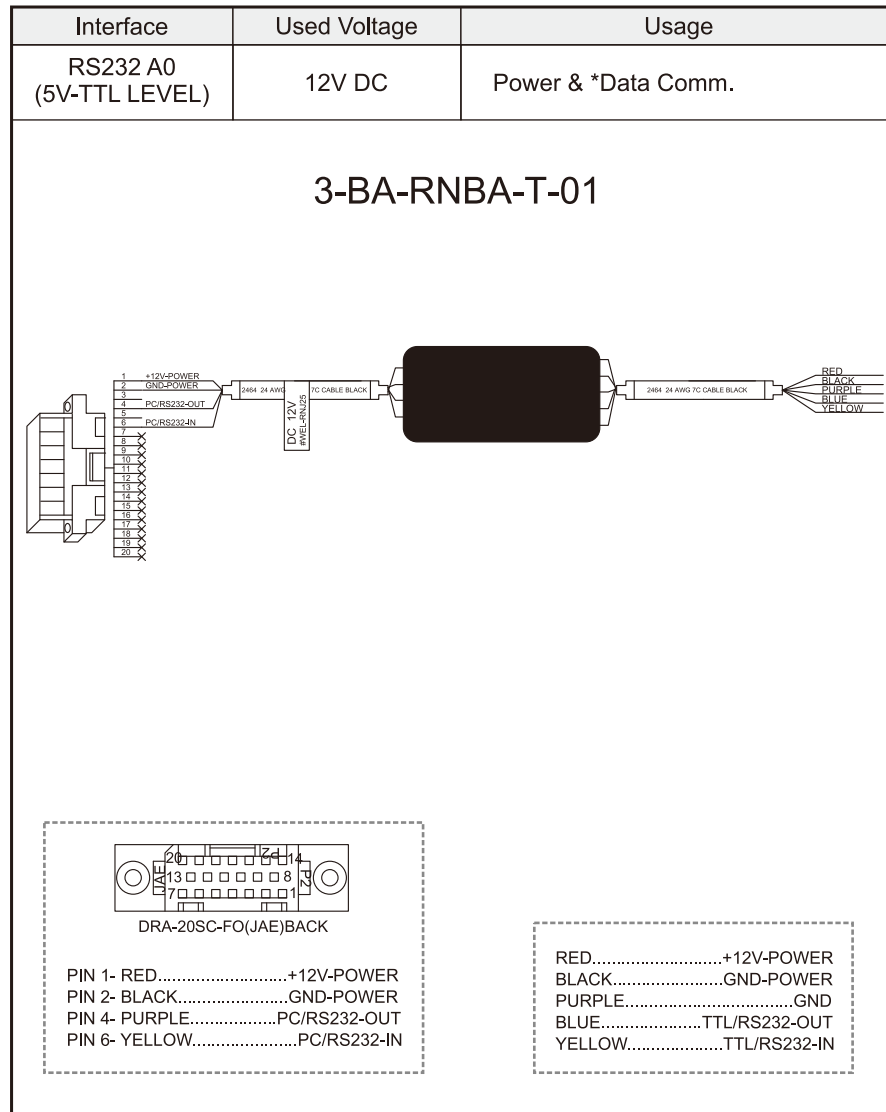 Interface Used Voltage Usage
RS232 A0
(5V-TTL LEVEL)
12V DC
Power & *Data Comm.
3-BA-RNBA-T-01
1 +12V-POWER
2 GND-POWER
3
4 PC/RS232-OUT
5
6 PC/RS232-IN
7
8
9
10
11
12
13
14
15
16
17
18
19
20
2464 24 AWG 7C CABLE BLACK
DC 12V
#WEL-RNJ25
2464 24 AWG 7C CABLE BLACK
RED
BLACK
PURPLE
BLUE
YELLOW
20 P2 14
JAE 13 8 P2
7 1
DRA-20SC-FO(JAE)BACK
PIN 1- RED........................+12V-POWER
PIN 2- BLACK....................GND-POWER
PIN 4- PURPLE................PC/RS232-OUT
PIN 6- YELLOW....................PC/RS232-IN
RED........................+12V-POWER
BLACK....................GND-POWER
PURPLE...............................GND
BLUE...................TTL/RS232-OUT
YELLOW..................TTL/RS232-IN